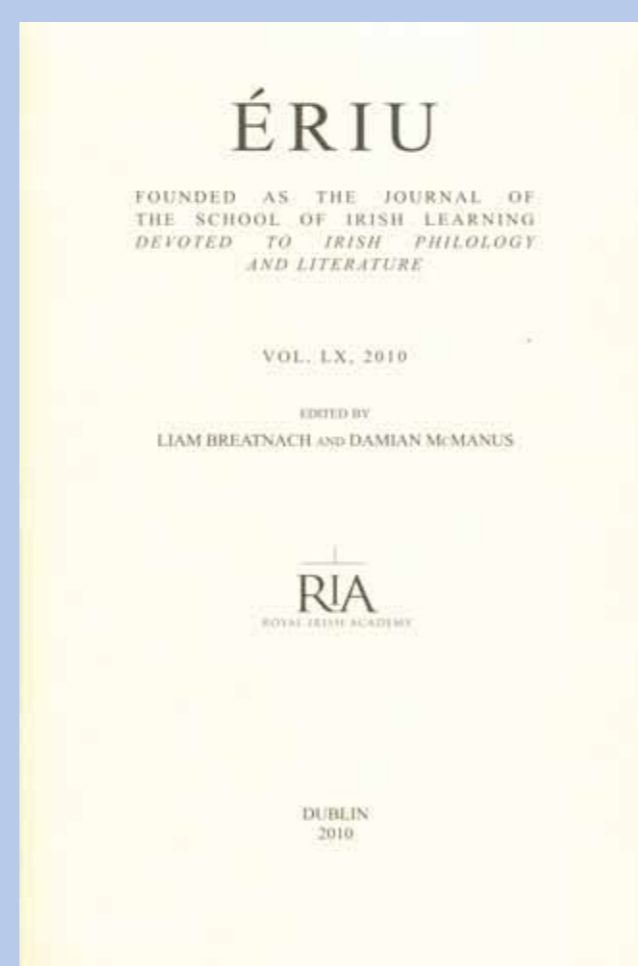 ÉRIU
FOUNDED AS THE JOURNAL OF
THE SCHOOL OF IRISH LEARNING
DEVOTED TO IRISH PHILOLOGY
AND LITERATURE
VOL. LX, 2010
EDITED BY
LIAM BREATNACH AND DAMIAN McMANUS
RIA
ROYAL IRISH ACADEMY
DUBLIN
2010